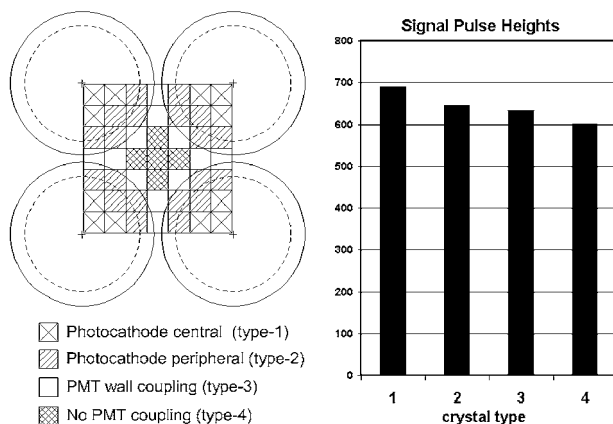 Signal Pulse Heights
800
700
600
500
400
300
200
100
0
1 2 3 4
crystal type
Photocathode central (type-1)
Photocathode peripheral (type-2)
PMT wall coupling (type-3)
No PMT coupling (type-4)